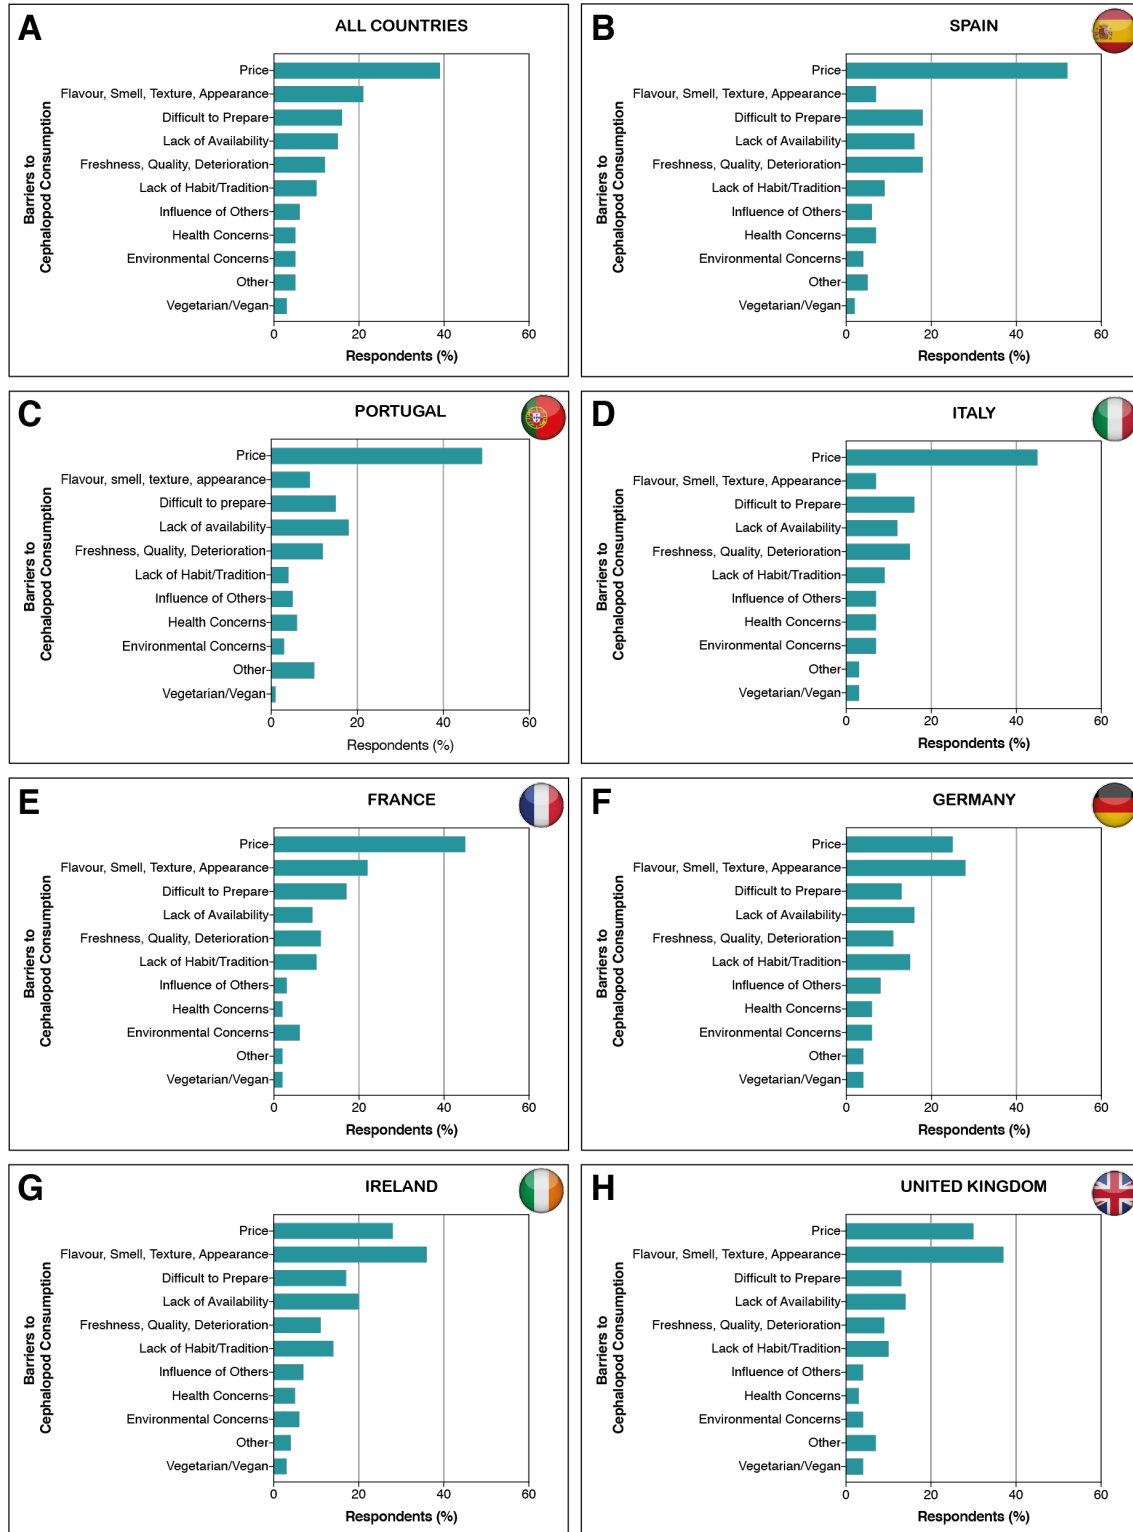 A
ALL COUNTRIES
Barriers to
Cephalopod Consumption
Price
Flavour, Smell, Texture, Appearance
Difficult to Prepare
Lack of Availability
Freshness, Quality, Deterioration
Lack of Habit/Tradition
Influence of Others
Health Concerns
Environmental Concerns
Other
Vegetarian/Vegan
0 20 40 60
Respondents (%)
B
SPAIN
Barriers to
Cephalopod Consumption
Price
Flavour, Smell, Texture, Appearance
Difficult to Prepare
Lack of Availability
Freshness, Quality, Deterioration
Lack of Habit/Tradition
Influence of Others
Health Concerns
Environmental Concerns
Other
Vegetarian/Vegan
0 20 40 60
Respondents (%)
C
PORTUGAL
Barriers to
Cephalopod Consumption
Price
Flavour, smell, texture, appearance
Difficult to prepare
Lack of availability
Freshness, Quality, Deterioration
Lack of Habit/Tradition
Influence of Others
Health Concerns
Environmental Concerns
Other
Vegetarian/Vegan
0 20 40 60
Respondents (%)
D
ITALY
Barriers to
Cephalopod Consumption
Price
Flavour, Smell, Texture, Appearance
Difficult to Prepare
Lack of Availability
Freshness, Quality, Deterioration
Lack of Habit/Tradition
Influence of Others
Health Concerns
Environmental Concerns
Other
Vegetarian/Vegan
0 20 40 60
Respondents (%)
E
FRANCE
Barriers to
Cephalopod Consumption
Price
Flavour, Smell, Texture, Appearance
Difficult to Prepare
Lack of Availability
Freshness, Quality, Deterioration
Lack of Habit/Tradition
Influence of Others
Health Concerns
Environmental Concerns
Other
Vegetarian/Vegan
0 20 40 60
Respondents (%)
F
GERMANY
Barriers to
Cephalopod Consumption
Price
Flavour, Smell, Texture, Appearance
Difficult to Prepare
Lack of Availability
Freshness, Quality, Deterioration
Lack of Habit/Tradition
Influence of Others
Health Concerns
Environmental Concerns
Other
Vegetarian/Vegan
0 20 40 60
Respondents (%)
G
IRELAND
Barriers to
Cephalopod Consumption
Price
Flavour, Smell, Texture, Appearance
Difficult to Prepare
Lack of Availability
Freshness, Quality, Deterioration
Lack of Habit/Tradition
Influence of Others
Health Concerns
Environmental Concerns
Other
Vegetarian/Vegan
0 20 40 60
Respondents (%)
H
UNITED KINGDOM
Barriers to
Cephalopod Consumption
Price
Flavour, Smell, Texture, Appearance
Difficult to Prepare
Lack of Availability
Freshness, Quality, Deterioration
Lack of Habit/Tradition
Influence of Others
Health Concerns
Environmental Concerns
Other
Vegetarian/Vegan
0 20 40 60
Respondents (%)